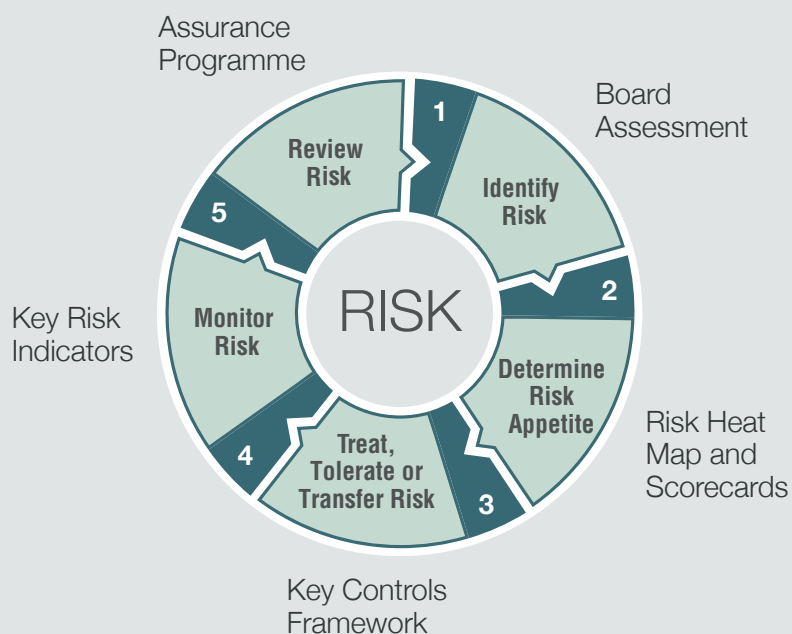 Assurance
Programme
Board
Assessment
1
Identify
Risk
2
Determine
Risk
Appetite
Risk Heat
Map and
Scorecards
3
Treat,
Tolerate or
Transfer Risk
Key Controls
Framework
4
Monitor
Risk
Key Risk
Indicators
5
Review
Risk
RISK